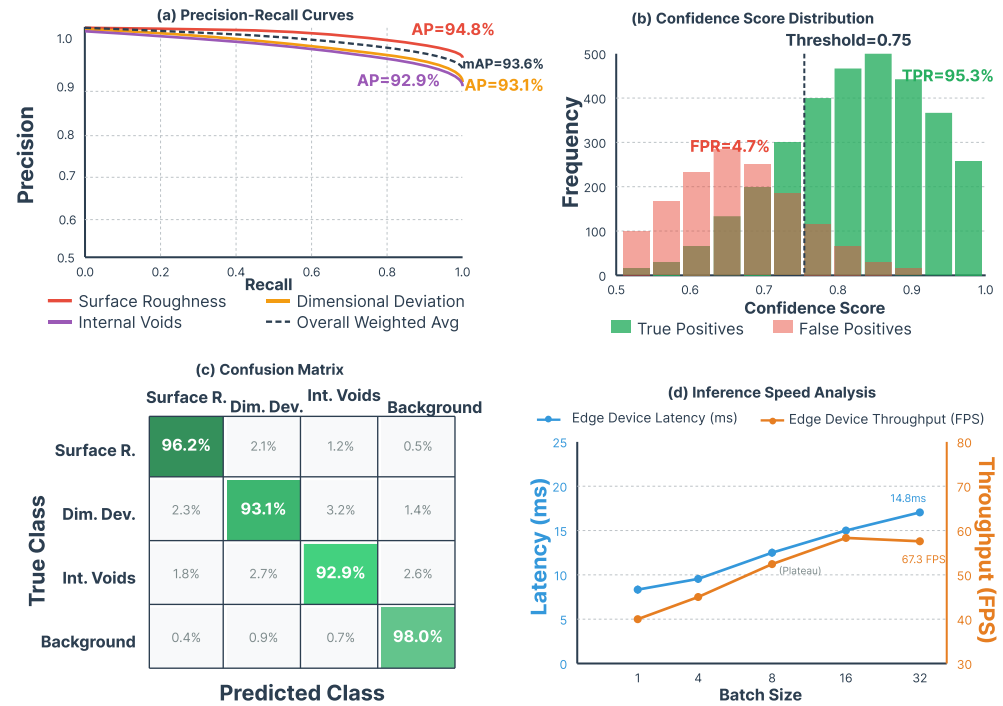 (a) Precision-Recall Curves
AP=94.8%
mAP=93.6%
AP=92.9%
AP=93.1%
Precision
1.0
0.9
0.8
0.7
0.6
0.5
0.0
0.2
0.4
0.6
0.8
1.0
Recall
Surface Roughness
Dimensional Deviation
Internal Voids
Overall Weighted Avg
(b) Confidence Score Distribution
Threshold=0.75
TPR=95.3%
FPR=4.7%
Frequency
500
400
300
200
100
0
0.5
0.6
0.7
0.8
0.9
1.0
Confidence Score
True Positives
False Positives
(c) Confusion Matrix
Surface R.
Dim. Dev.
Int. Voids
Background
True Class
Surface R.
96.2%
2.1%
1.2%
0.5%
Dim. Dev.
2.3%
93.1%
3.2%
1.4%
Int. Voids
1.8%
2.7%
92.9%
2.6%
Background
0.4%
0.9%
0.7%
98.0%
Predicted Class
(d) Inference Speed Analysis
Edge Device Latency (ms)
Edge Device Throughput (FPS)
Latency (ms)
25
20
15
10
5
0
14.8ms
67.3 FPS
(Plateau)
80
70
60
50
40
30
Throughput (FPS)
1
4
8
16
32
Batch Size